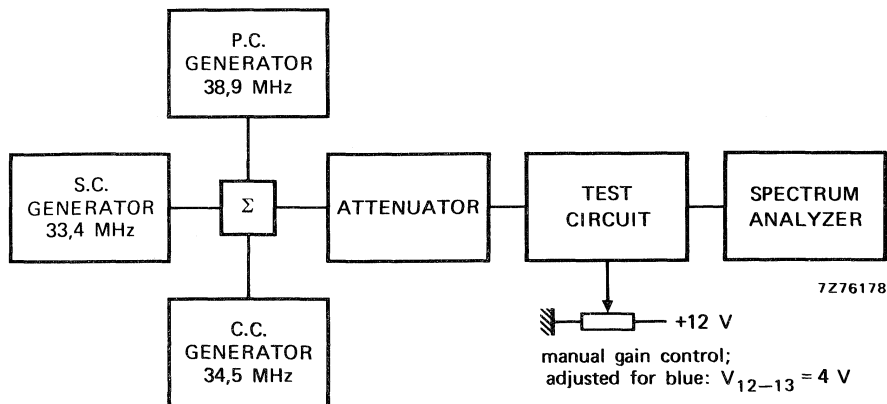 P.C.
GENERATOR
38,9 MHz
S.C.
GENERATOR
33,4 MHz
Σ
ATTENUATOR
TEST
CIRCUIT
SPECTRUM
ANALYZER
7Z76178
C.C.
GENERATOR
34,5 MHz
+12 V
manual gain control;
adjusted for blue: V12–13 = 4 V